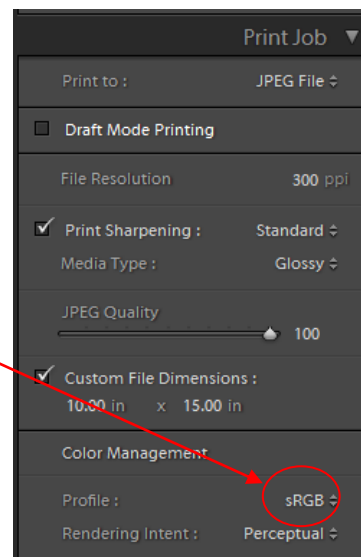 Print Job ▼
Print to : JPEG File
Draft Mode Printing
File Resolution 300 ppi
Print Sharpening : Standard
Media Type : Glossy
JPEG Quality
100
Custom File Dimensions :
10.00 in x 15.00 in
Color Management
Profile : sRGB
Rendering Intent : Perceptual